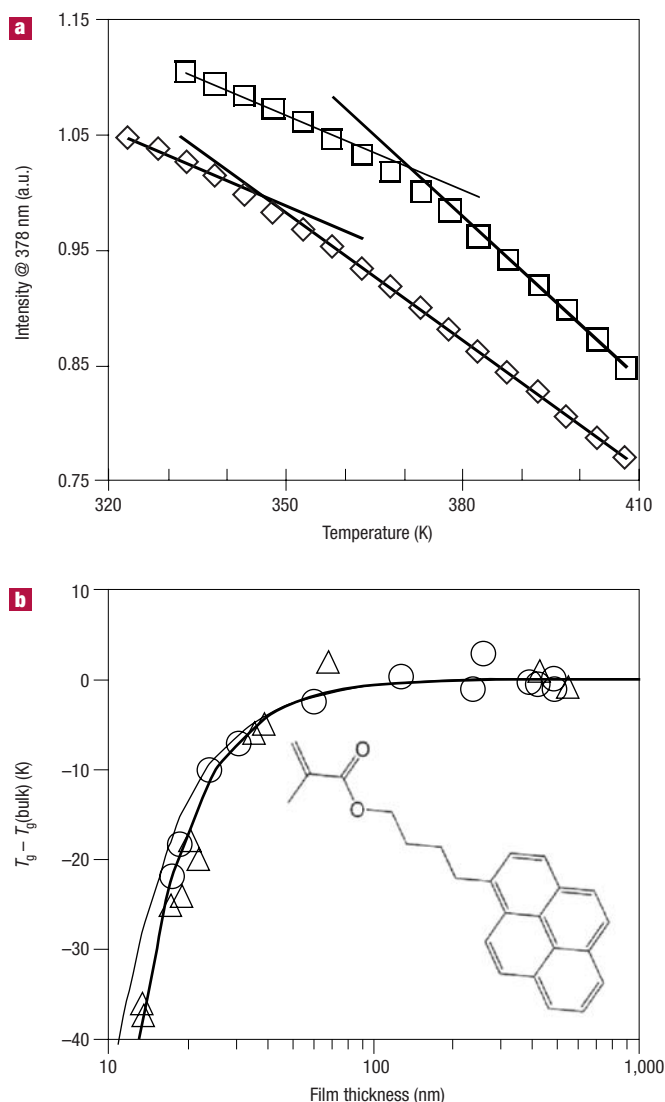 a
1.15
1.05
0.95
0.85
0.75
Intensity @ 378 nm (a.u.)
320 350 380 410
Temperature (K)
b
10
0
–10
–20
–30
–40
Tg – Tg(bulk) (K)
O
O
10 100 1,000
Film thickness (nm)